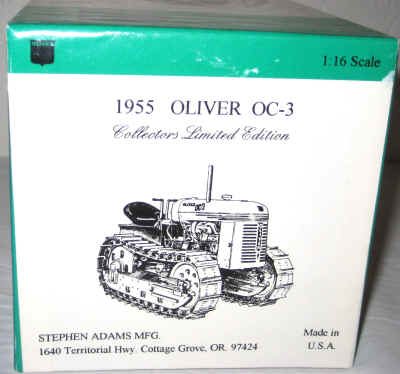 1:16 Scale
1955 OLIVER OC-3
Collectors Limited Edition
STEPHEN ADAMS MFG.
1640 Territorial Hwy. Cottage Grove, OR. 97424
Made in
U.S.A.